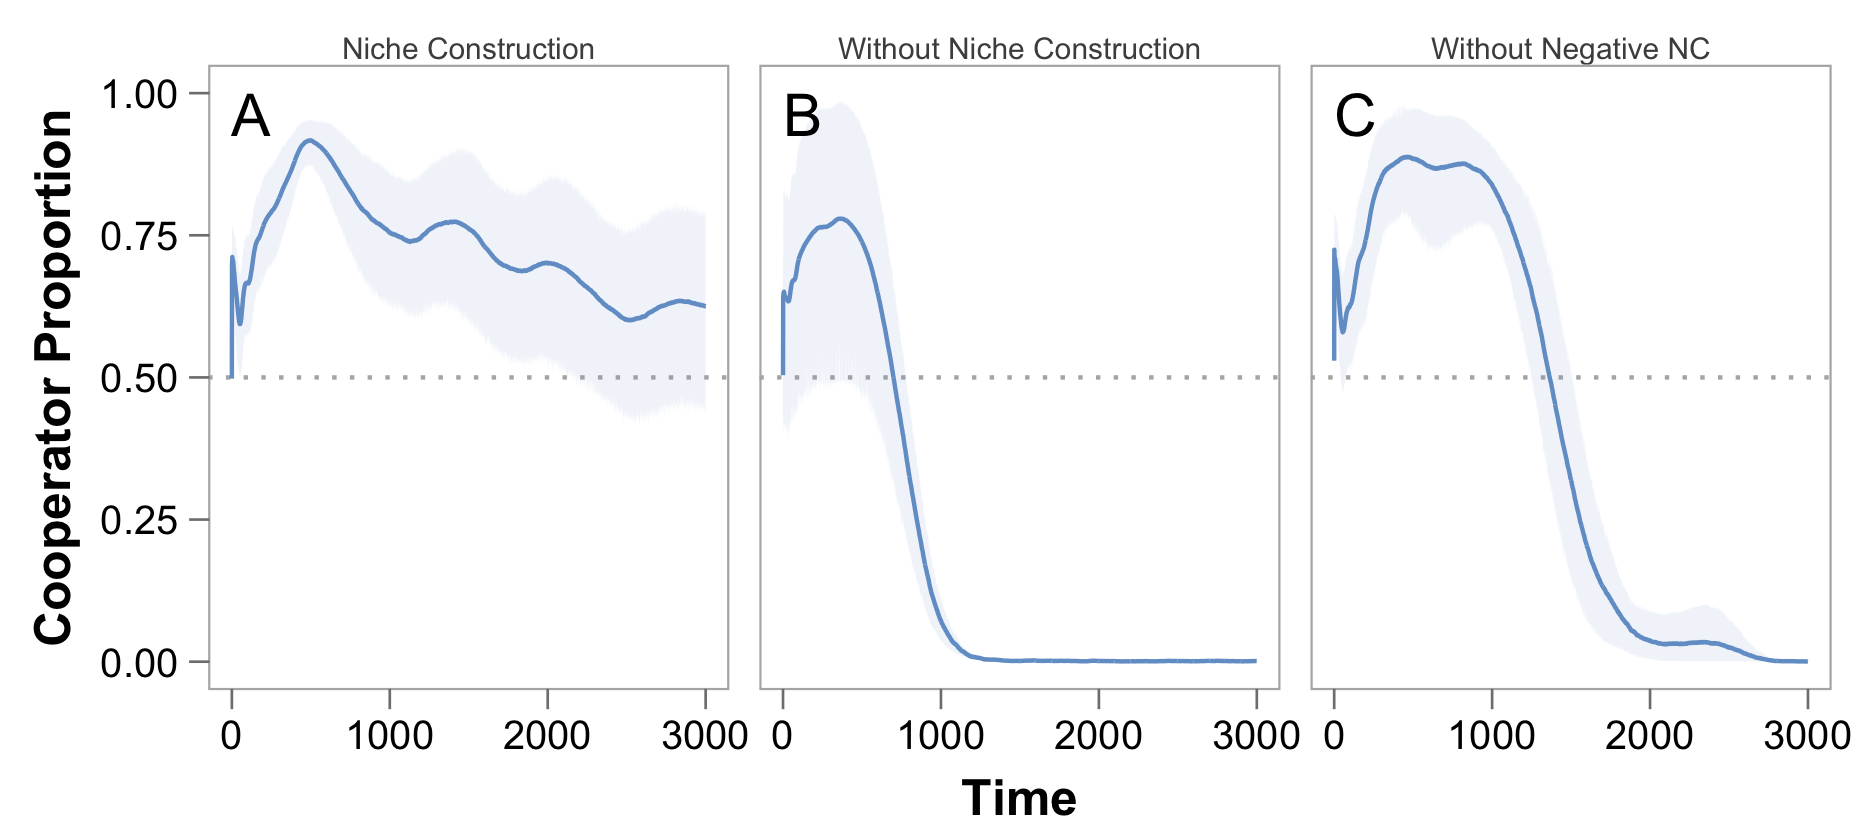 Niche Construction
Without Niche Construction
Without Negative NC
A
B
C
Cooperator Proportion
1.00
0.75
0.50
0.25
0.00
0 1000 2000 3000
0 1000 2000 3000
0 1000 2000 3000
Time